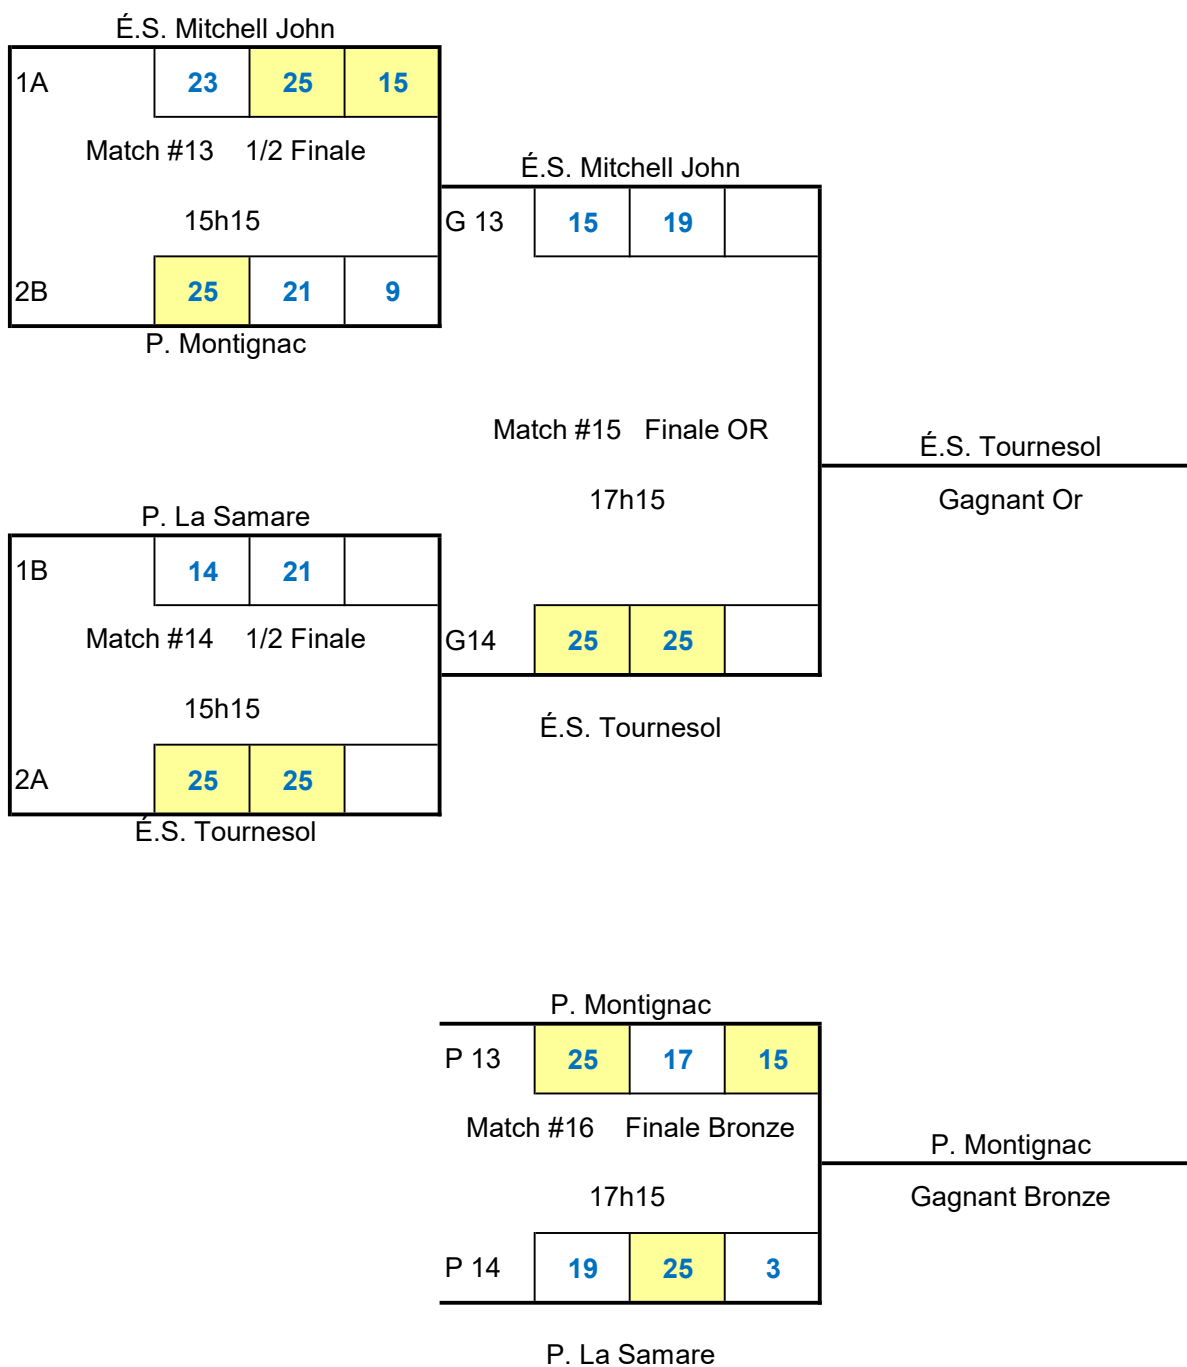 É.S. Mitchell John
1A 23 25 15
Match #13 1/2 Finale
15h15
2B 25 21 9
P. Montignac
É.S. Mitchell John
G 13 15 19
Match #15 Finale OR
17h15
G14 25 25
É.S. Tournesol
É.S. Tournesol
Gagnant Or
P. La Samare
1B 14 21
Match #14 1/2 Finale
15h15
2A 25 25
É.S. Tournesol
P. Montignac
P 13 25 17 15
Match #16 Finale Bronze
17h15
P 14 19 25 3
P. La Samare
P. Montignac
Gagnant Bronze